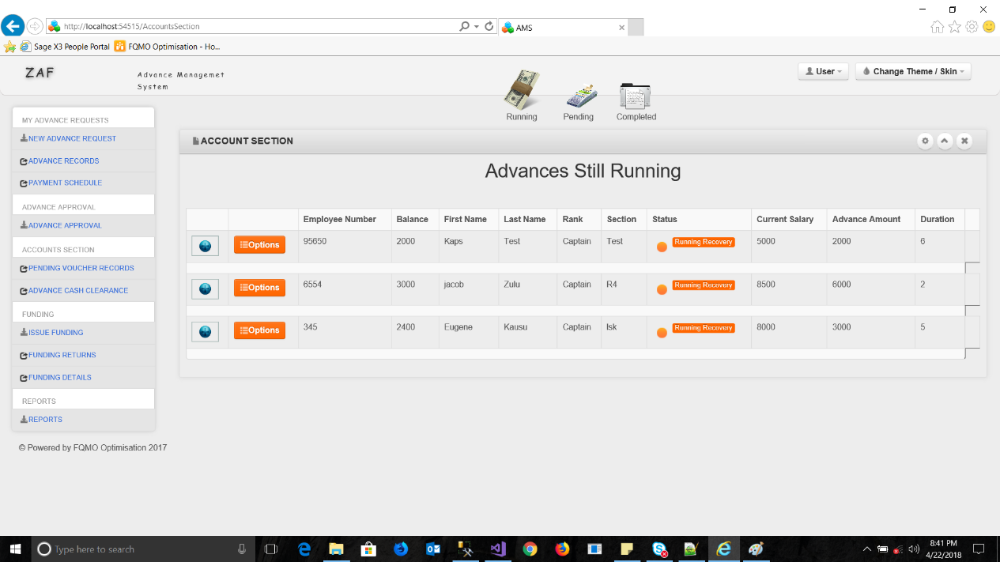 http://localhost:54515/AccountsSection
AMS
Sage X3 People Portal
FQMO Optimisation - Ho...
ZAF
Advance Managemet
System
Running
Pending
Completed
User
Change Theme / Skin
MY ADVANCE REQUESTS
NEW ADVANCE REQUEST
ADVANCE RECORDS
PAYMENT SCHEDULE
ADVANCE APPROVAL
ADVANCE APPROVAL
ACCOUNTS SECTION
PENDING VOUCHER RECORDS
ADVANCE CASH CLEARANCE
FUNDING
ISSUE FUNDING
FUNDING RETURNS
FUNDING DETAILS
REPORTS
REPORTS
© Powered by FQMO Optimisation 2017
ACCOUNT SECTION
Advances Still Running
Employee Number Balance First Name Last Name Rank Section Status Current Salary Advance Amount Duration
Options 95650 2000 Kaps Test Captain Test Running Recovery 5000 2000 6
Options 6554 3000 jacob Zulu Captain R4 Running Recovery 8500 6000 2
Options 345 2400 Eugene Kausu Captain lsk Running Recovery 8000 3000 5
Type here to search
8:41 PM
4/22/2018